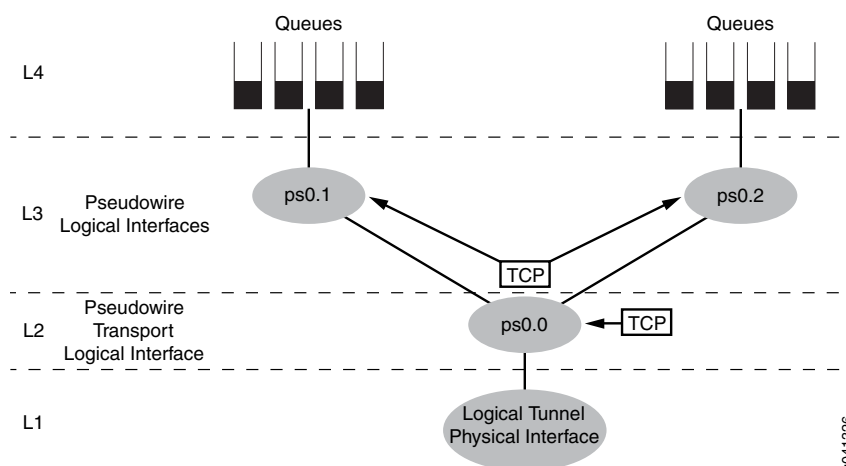 Queues
Queues
L4
ps0.1
ps0.2
L3
Pseudowire
Logical Interfaces
TCP
L2
Pseudowire
Transport
Logical Interface
ps0.0
TCP
L1
Logical Tunnel
Physical Interface